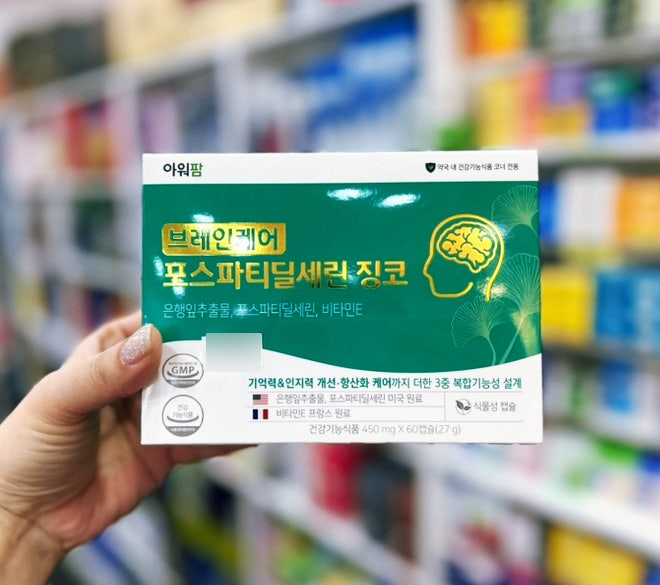 아워팜
약국 내 건강기능식품 코너 전용
브레인케어
포스파티딜세린 징코
은행잎추출물, 포스파티딜세린, 비타민E
GMP
기억력&인지력 개선·항산화 케어까지 더한 3중 복합기능성 설계
은행잎추출물, 포스파티딜세린 미국 원료
비타민E 프랑스 원료
식물성 캡슐
건강
기능식품
건강기능식품 450 mg X 60캡슐(27 g)